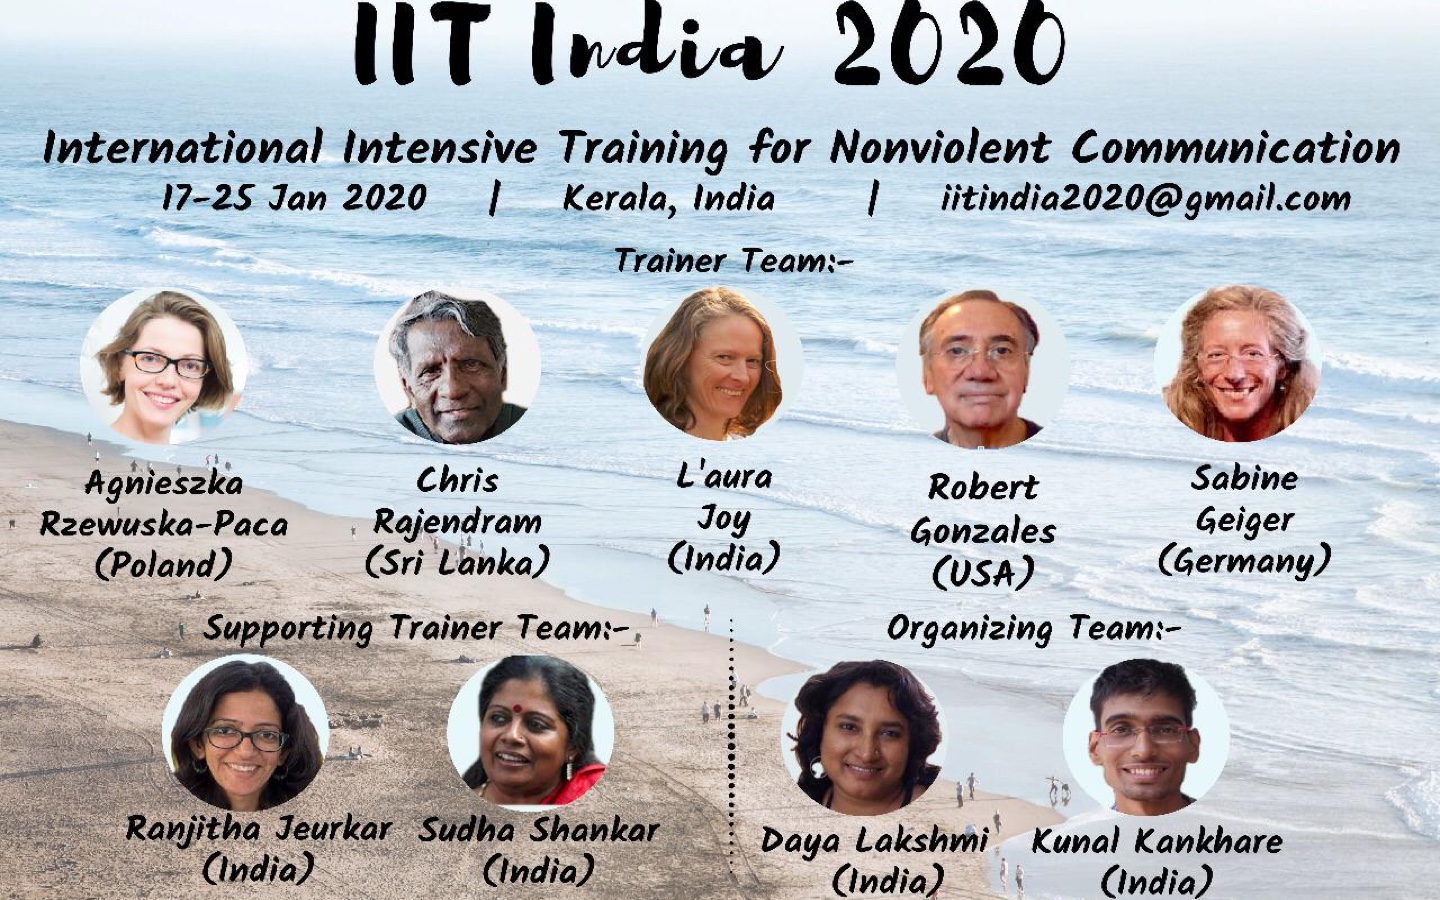 IIT India 2020
International Intensive Training for Nonviolent Communication
17-25 Jan 2020 | Kerala, India | iitindia2020@gmail.com
Trainer Team:-
Agnieszka
Rzewuska-Paca
(Poland)
Chris
Rajendram
(Sri Lanka)
L'aura
Joy
(India)
Robert
Gonzales
(USA)
Sabine
Geiger
(Germany)
Supporting Trainer Team:-
Ranjitha Jeurkar
(India)
Sudha Shankar
(India)
Organizing Team:-
Daya Lakshmi
(India)
Kunal Kankhare
(India)